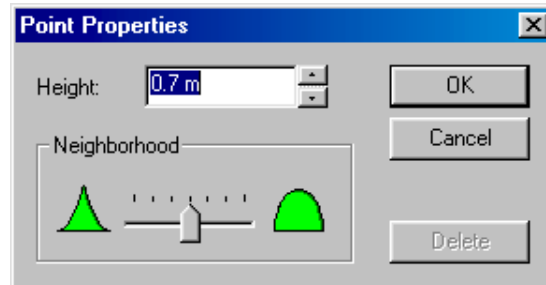 Point Properties
Height:
0.7 m
OK
Cancel
Neighborhood
Delete